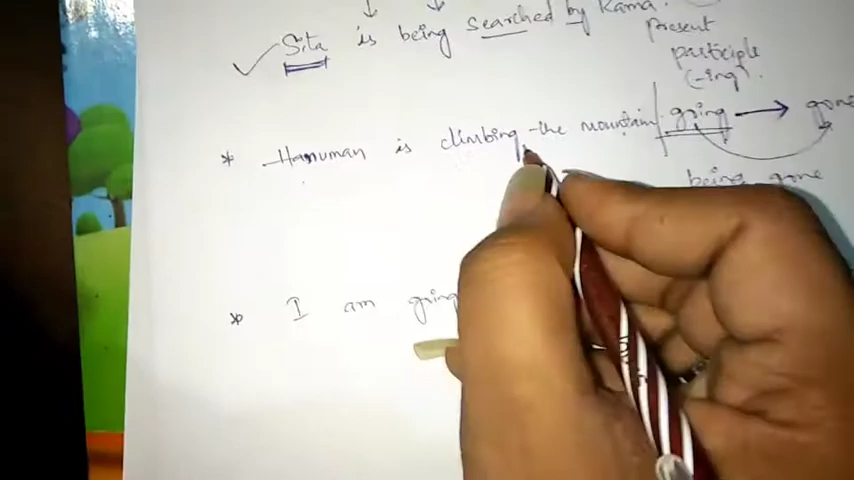 Sita is being searched by Rama.
present
participle
(-ing).
* Hanuman is climbing the mountain.
going → gone
being gone
* I am going